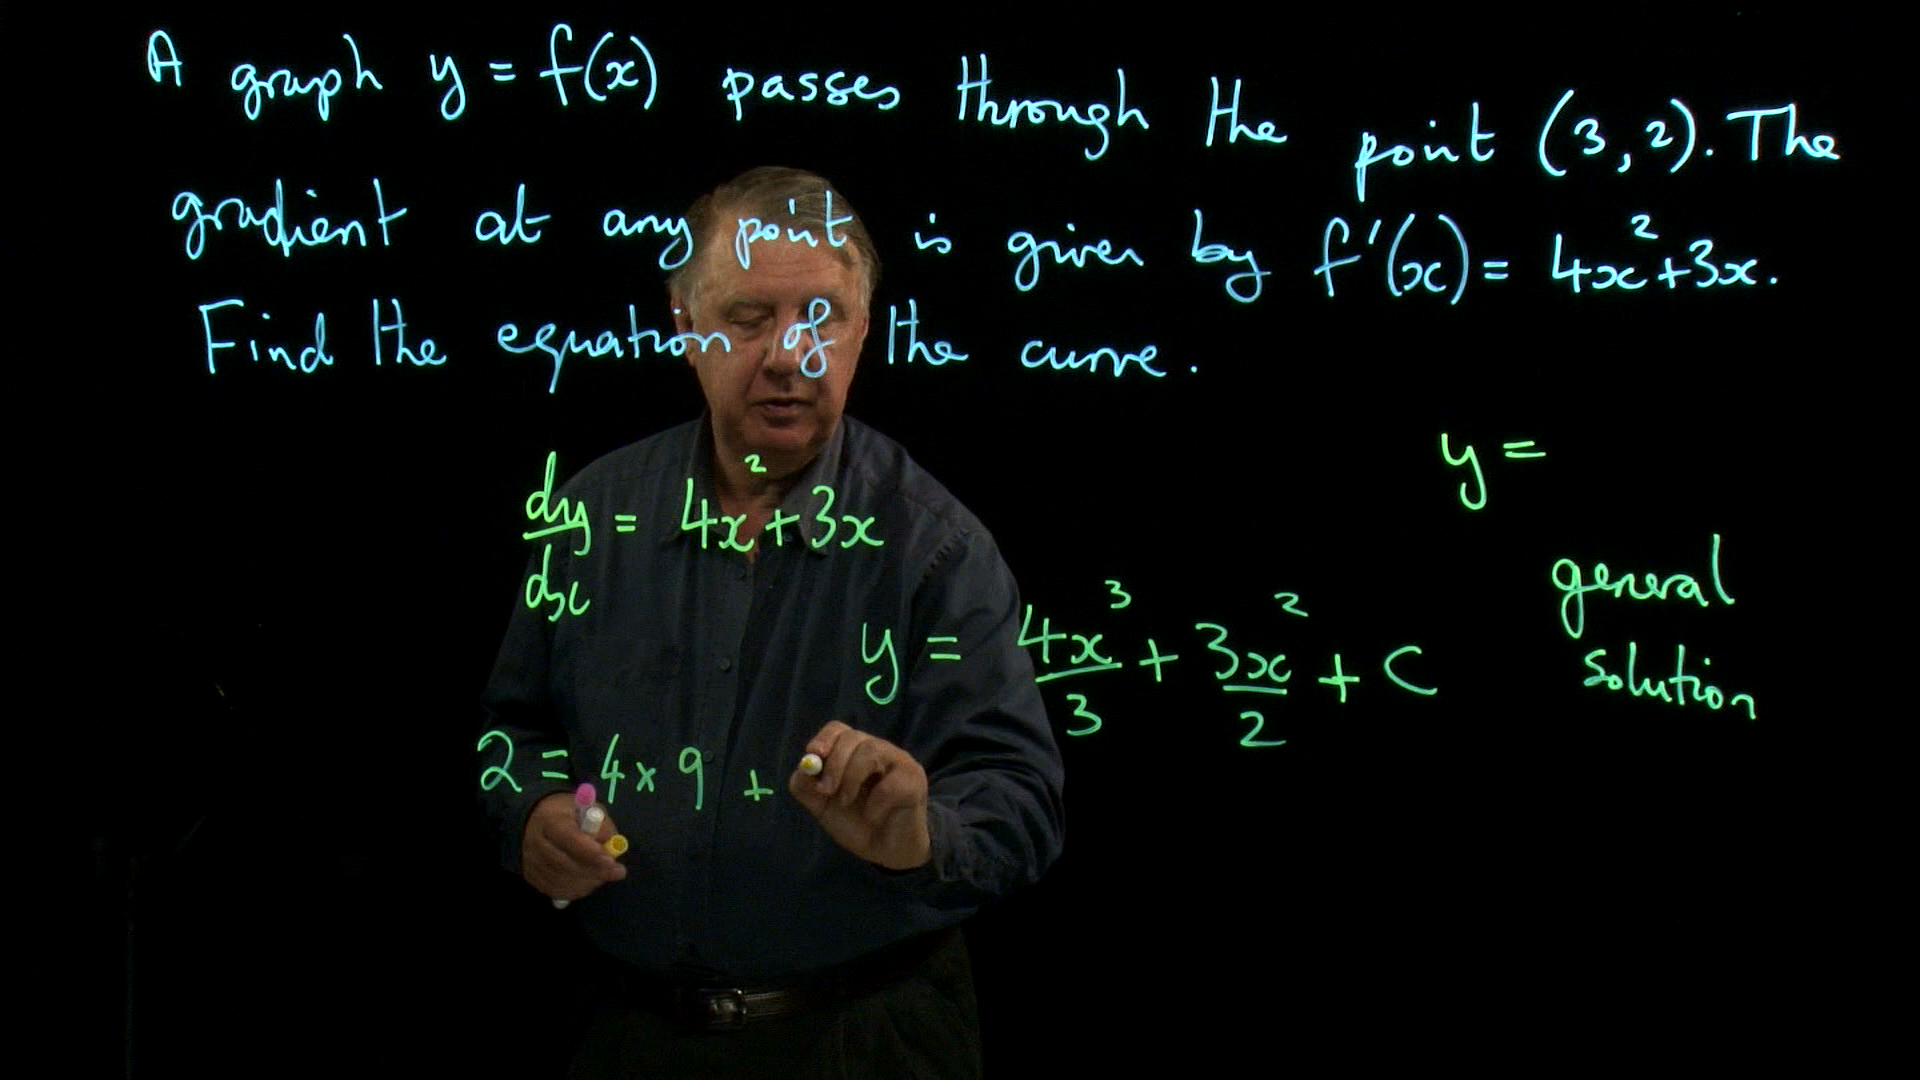 A graph y = f(x) passes through the point (3, 2). The
gradient at any point is given by f'(x) = 4x² + 3x.
Find the equation of the curve.
y =
dy/dx = 4x² + 3x
general
solution
y = 4x³/3 + 3x²/2 + C
2 = 4 × 9 +